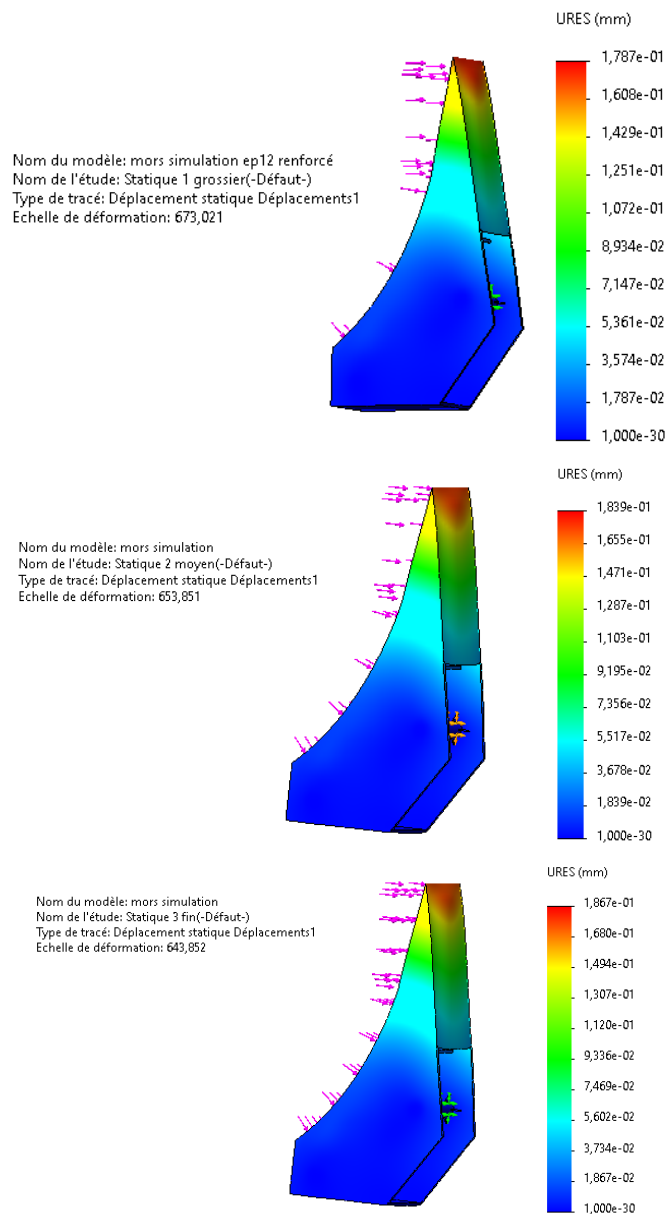 URES (mm)
1,787e-01
1,608e-01
1,429e-01
1,251e-01
1,072e-01
8,934e-02
7,147e-02
5,361e-02
3,574e-02
1,787e-02
1,000e-30
Nom du modèle: mors simulation ep12 renforcé
Nom de l'étude: Statique 1 grossier(-Défaut-)
Type de tracé: Déplacement statique Déplacements1
Echelle de déformation: 673,021
URES (mm)
1,839e-01
1,655e-01
1,471e-01
1,287e-01
1,103e-01
9,195e-02
7,356e-02
5,517e-02
3,678e-02
1,839e-02
1,000e-30
Nom du modèle: mors simulation
Nom de l'étude: Statique 2 moyen(-Défaut-)
Type de tracé: Déplacement statique Déplacements1
Echelle de déformation: 653,851
URES (mm)
1,867e-01
1,680e-01
1,494e-01
1,307e-01
1,120e-01
9,336e-02
7,469e-02
5,602e-02
3,734e-02
1,867e-02
1,000e-30
Nom du modèle: mors simulation
Nom de l'étude: Statique 3 fin(-Défaut-)
Type de tracé: Déplacement statique Déplacements1
Echelle de déformation: 643,852